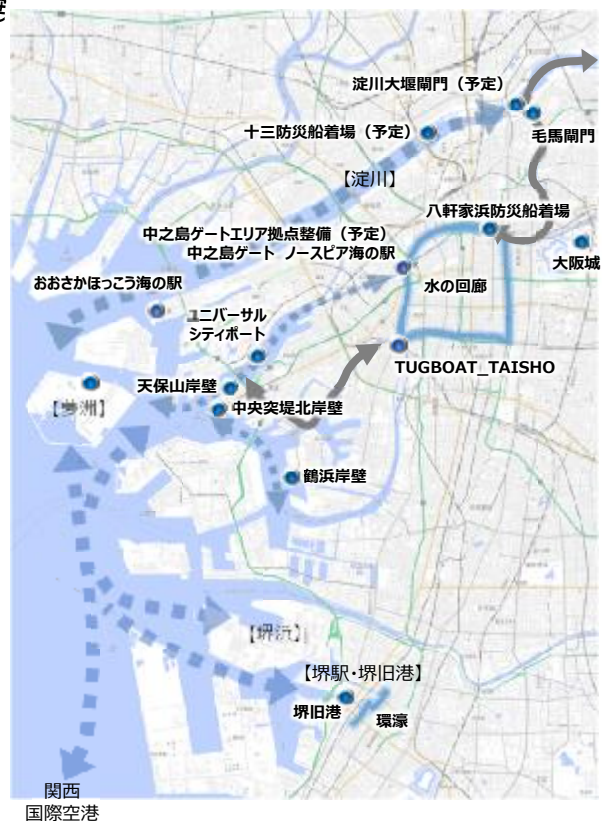 淀川大堰閘門（予定）
十三防災船着場（予定）
毛馬閘門
【淀川】
八軒家浜防災船着場
中之島ゲートエリア拠点整備（予定）
中之島ゲート ノースピア海の駅
大阪城
おおさかほっこう海の駅
水の回廊
ユニバーサル
シティポート
TUGBOAT_TAISHO
天保山岸壁
【夢洲】
中央突堤北岸壁
鶴浜岸壁
【堺浜】
【堺駅・堺旧港】
堺旧港
環濠
関西
国際空港